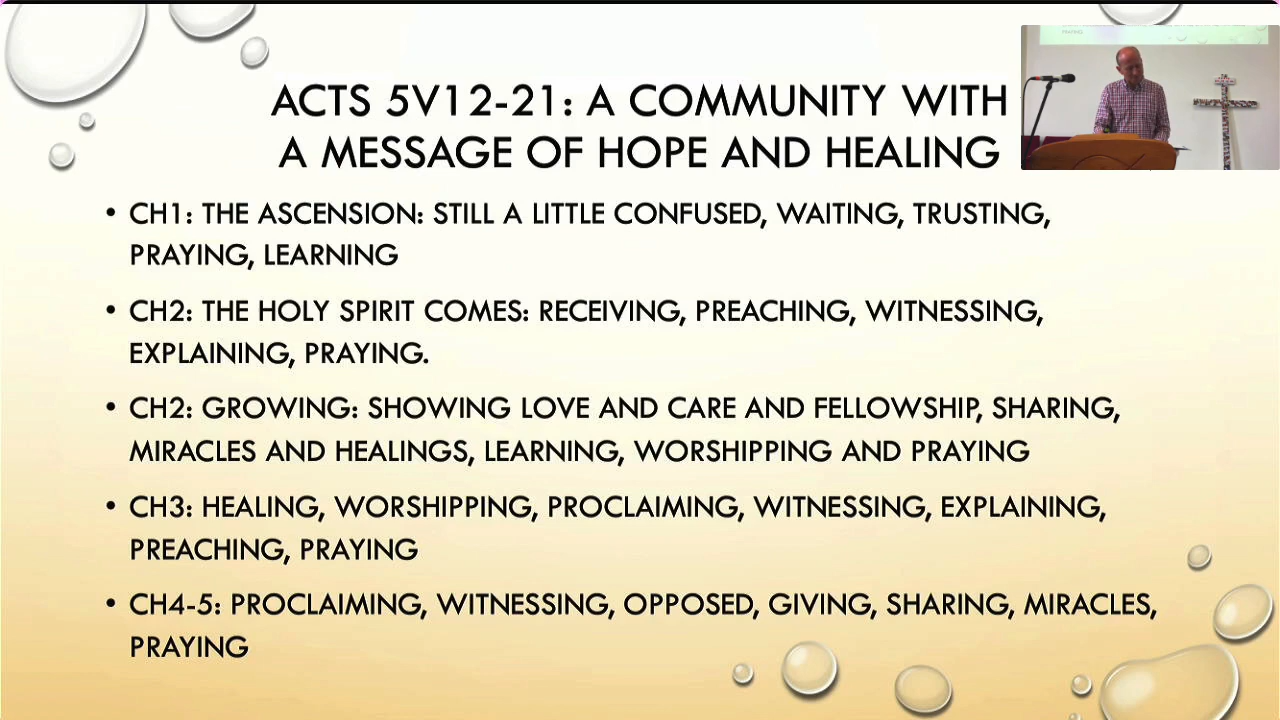 ACTS 5V12-21: A COMMUNITY WITH
A MESSAGE OF HOPE AND HEALING
• CH1: THE ASCENSION: STILL A LITTLE CONFUSED, WAITING, TRUSTING,
PRAYING, LEARNING
• CH2: THE HOLY SPIRIT COMES: RECEIVING, PREACHING, WITNESSING,
EXPLAINING, PRAYING.
• CH2: GROWING: SHOWING LOVE AND CARE AND FELLOWSHIP, SHARING,
MIRACLES AND HEALINGS, LEARNING, WORSHIPPING AND PRAYING
• CH3: HEALING, WORSHIPPING, PROCLAIMING, WITNESSING, EXPLAINING,
PREACHING, PRAYING
• CH4-5: PROCLAIMING, WITNESSING, OPPOSED, GIVING, SHARING, MIRACLES,
PRAYING